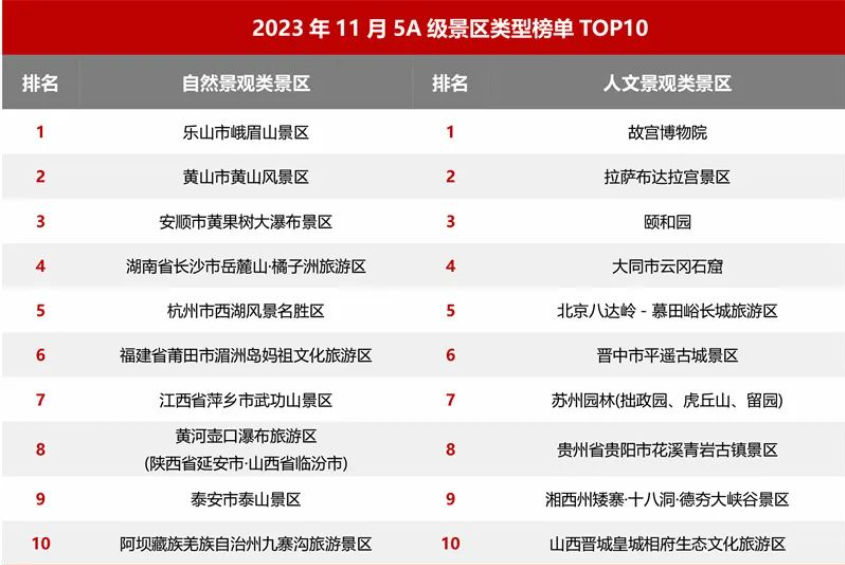 2023 年 11 月 5A 级景区类型榜单 TOP10
排名 自然景观类景区 排名 人文景观类景区
1 乐山市峨眉山景区 1 故宫博物院
2 黄山市黄山风景区 2 拉萨布达拉宫景区
3 安顺市黄果树大瀑布景区 3 颐和园
4 湖南省长沙市岳麓山·橘子洲旅游区 4 大同市云冈石窟
5 杭州市西湖风景名胜区 5 北京八达岭 - 慕田峪长城旅游区
6 福建省莆田市湄洲岛妈祖文化旅游区 6 晋中市平遥古城景区
7 江西省萍乡市武功山景区 7 苏州园林(拙政园、虎丘山、留园)
8 黄河壶口瀑布旅游区 8 贵州省贵阳市花溪青岩古镇景区
(陕西省延安市·山西省临汾市)
9 泰安市泰山景区 9 湘西州矮寨·十八洞·德夯大峡谷景区
10 阿坝藏族羌族自治州九寨沟旅游景区 10 山西晋城皇城相府生态文化旅游区